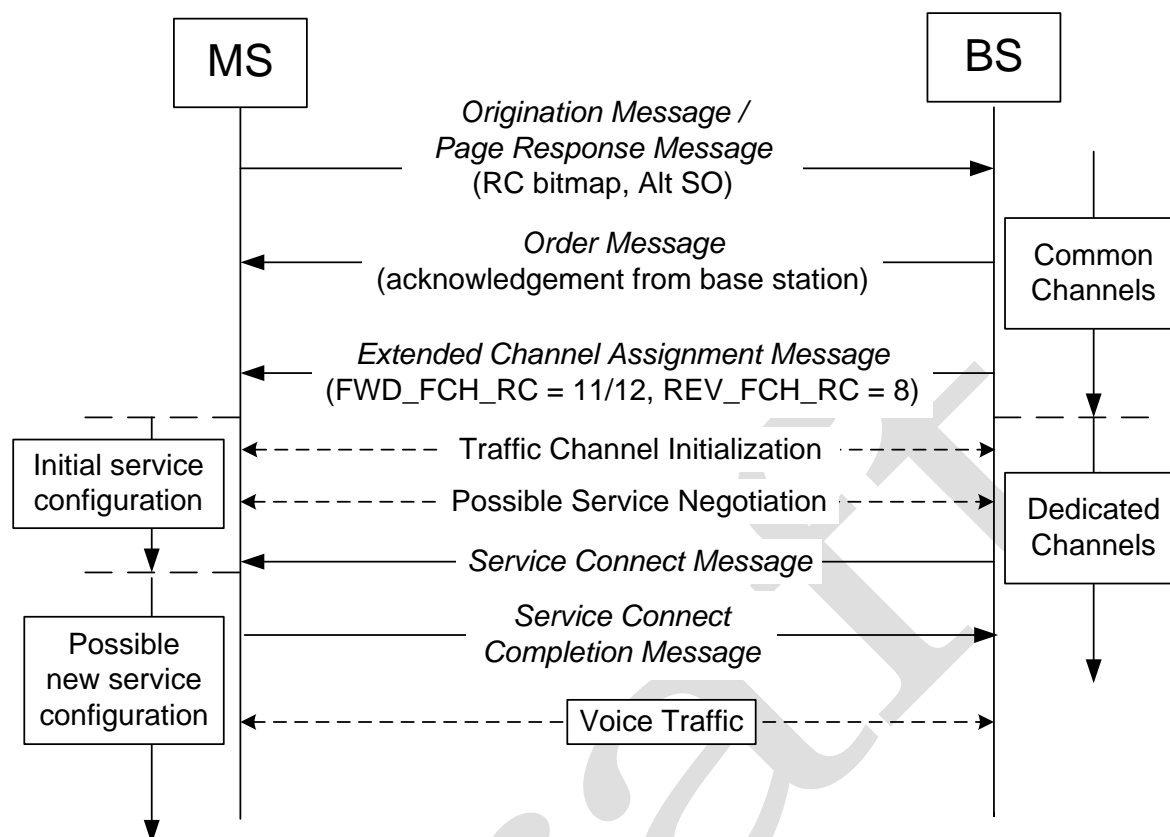 MS
BS
Origination Message /
Page Response Message
(RC bitmap, Alt SO)
Order Message
(acknowledgement from base station)
Common
Channels
Extended Channel Assignment Message
(FWD_FCH_RC = 11/12, REV_FCH_RC = 8)
Initial service
configuration
Traffic Channel Initialization
Possible Service Negotiation
Dedicated
Channels
Service Connect Message
Service Connect
Completion Message
Possible
new service
configuration
Voice Traffic